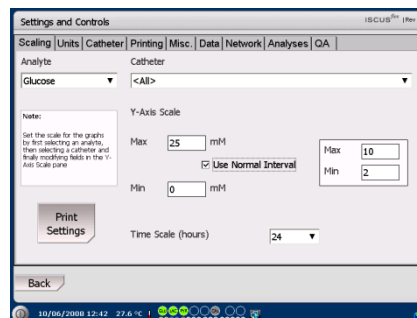 Settings and Controls
ISCUSflex |Rev
Scaling Units Catheter Printing Misc. Data Network Analyses QA
Analyte
Catheter
Glucose
<All>
Note:
Set the scale for the graphs
by first selecting an analyte,
then selecting a catheter and
finally modifying fields in the Y-
Axis Scale pane
Y-Axis Scale
Max 25 mM
Use Normal Interval
Min 0 mM
Max 10
Min 2
Print
Settings
Time Scale (hours) 24
Back
10/06/2008 12:42 27.6 °C !